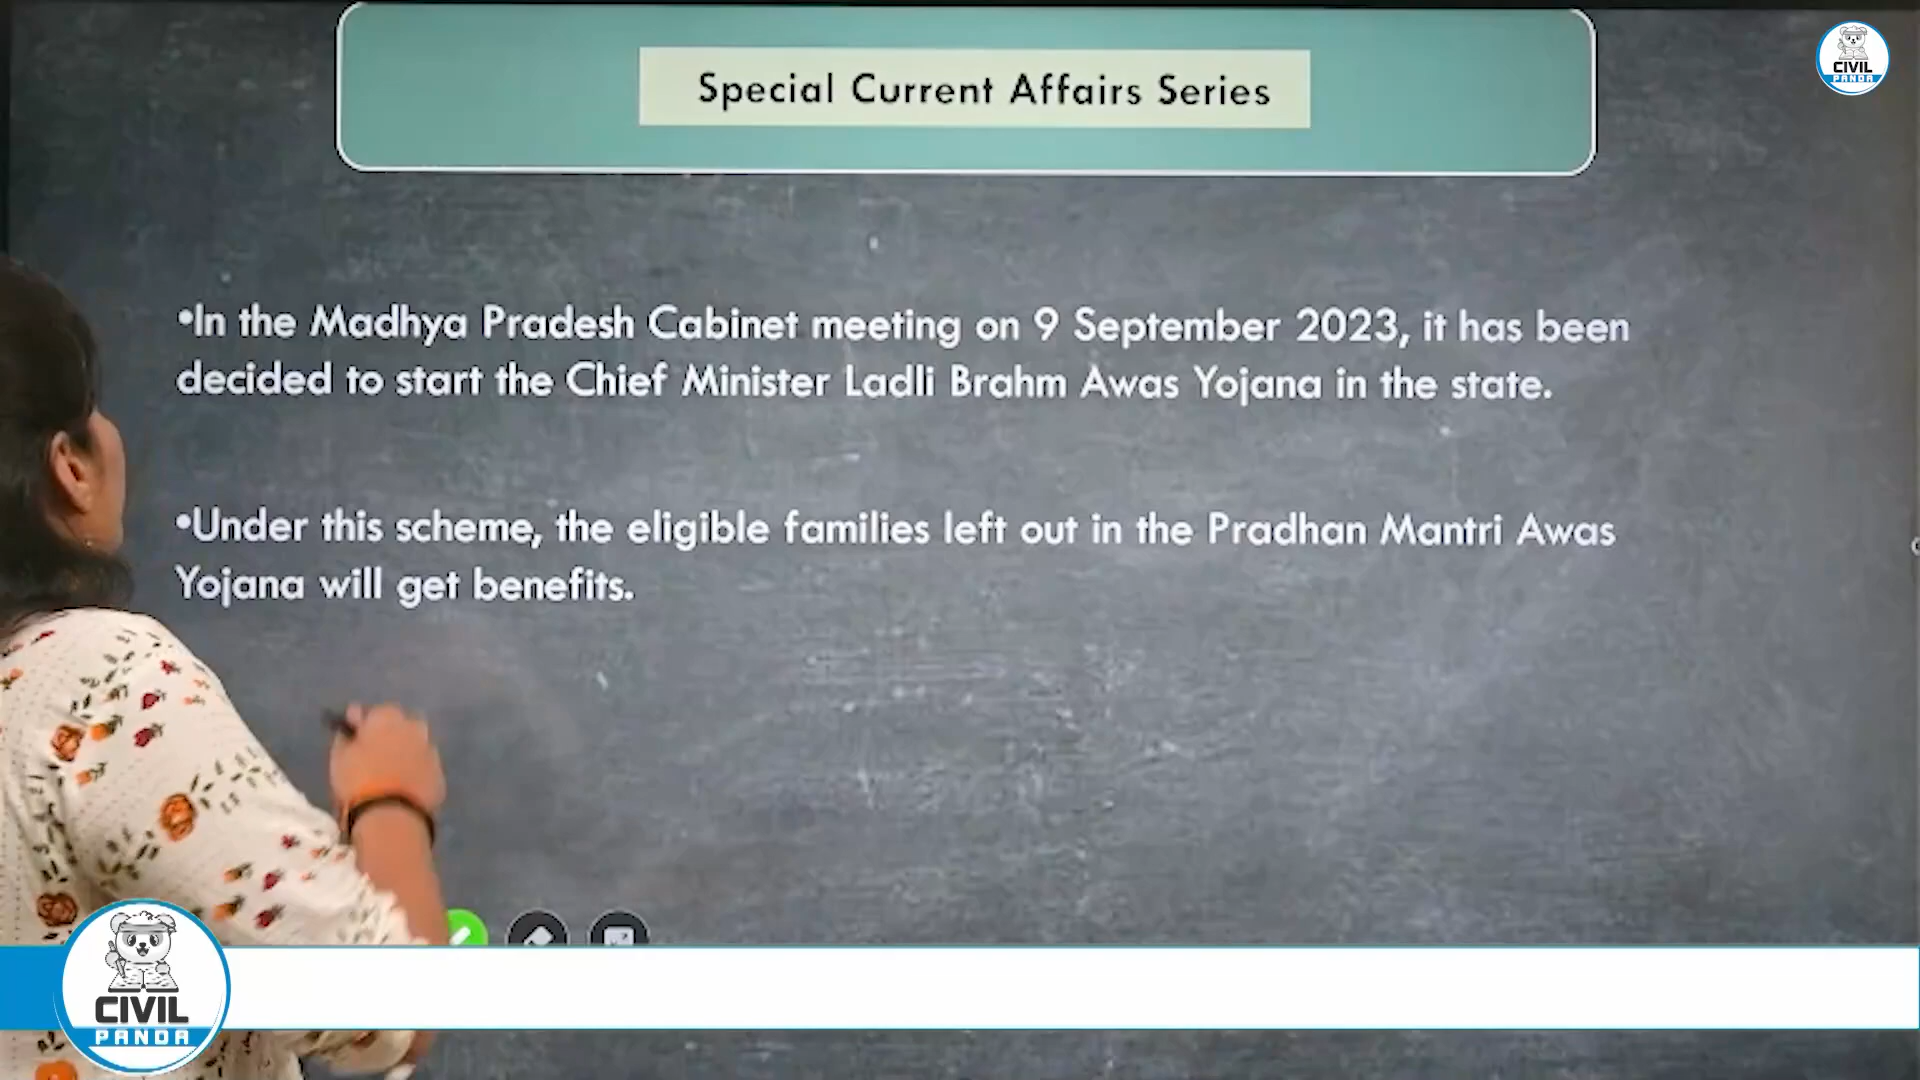 Special Current Affairs Series
CIVIL
PANDA
•In the Madhya Pradesh Cabinet meeting on 9 September 2023, it has been
decided to start the Chief Minister Ladli Brahm Awas Yojana in the state.
•Under this scheme, the eligible families left out in the Pradhan Mantri Awas
Yojana will get benefits.
CIVIL
PANDA